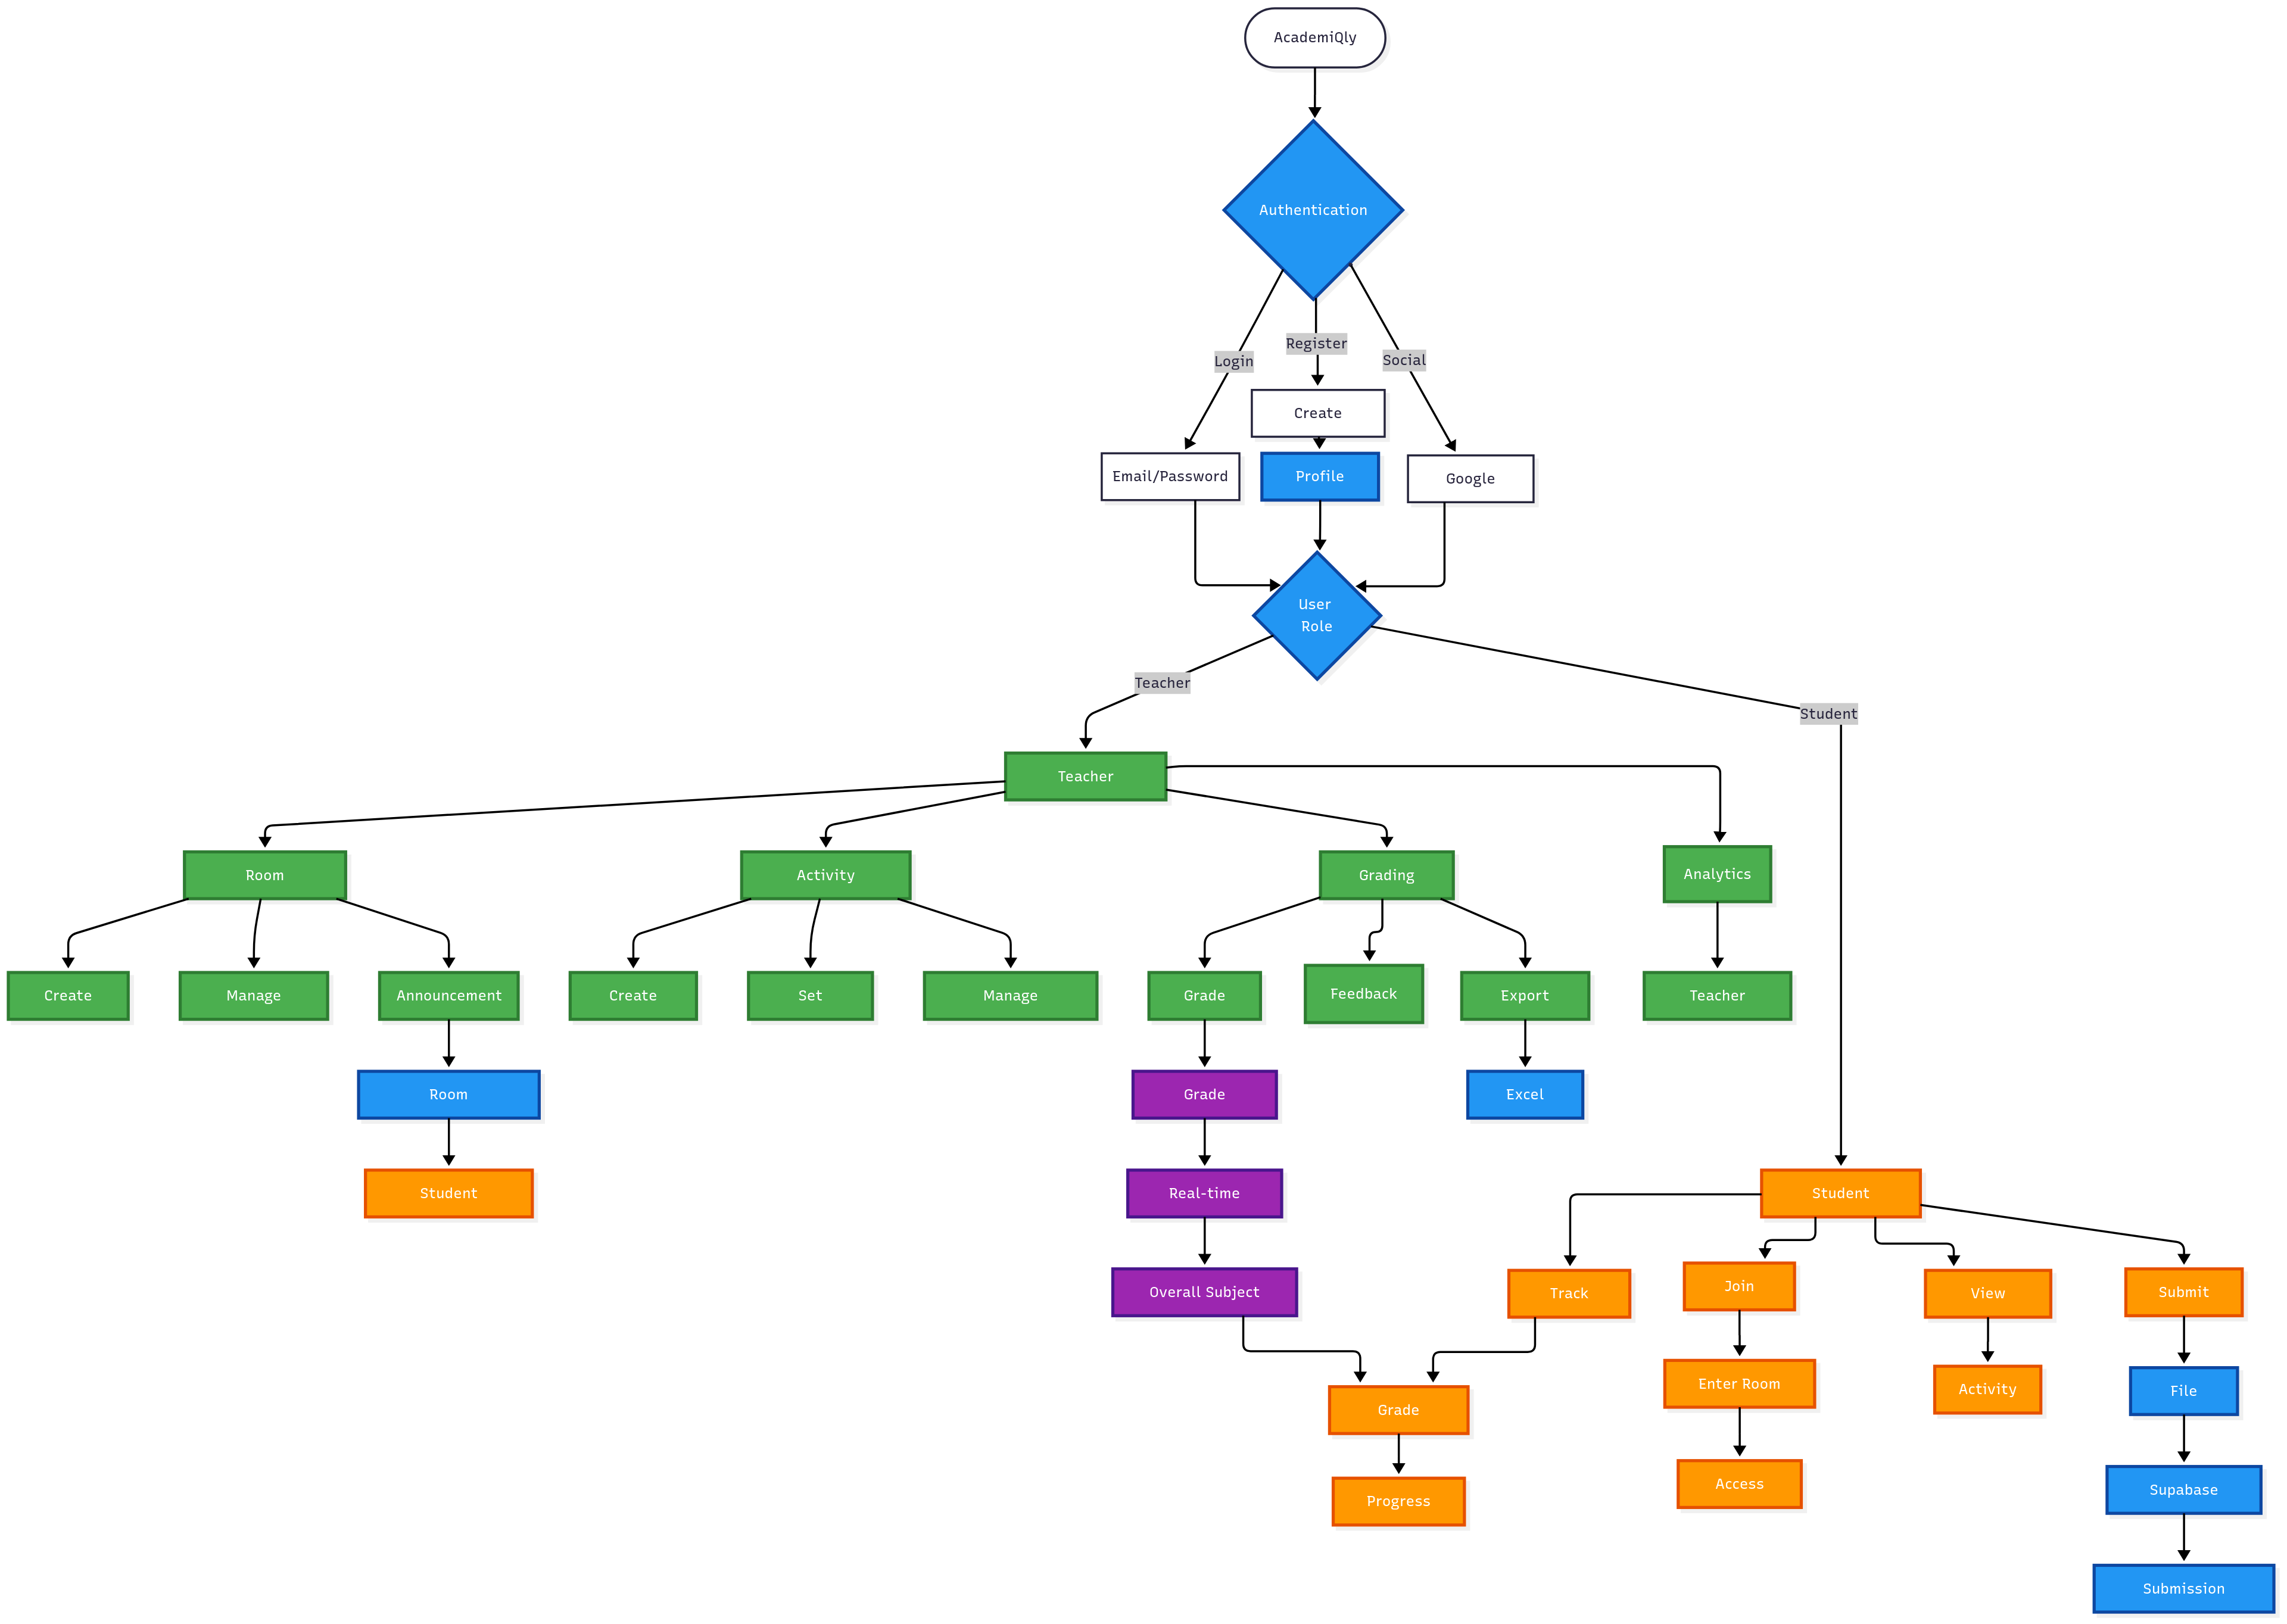 AcademiQly
Authentication
Login
Register
Social
Create
Email/Password
Profile
Google
User
Role
Teacher
Student
Teacher
Room
Activity
Grading
Analytics
Create
Manage
Announcement
Create
Set
Manage
Grade
Feedback
Export
Teacher
Room
Grade
Excel
Student
Real-time
Student
Overall Subject
Track
Join
View
Submit
Grade
Enter Room
Activity
File
Progress
Access
Supabase
Submission